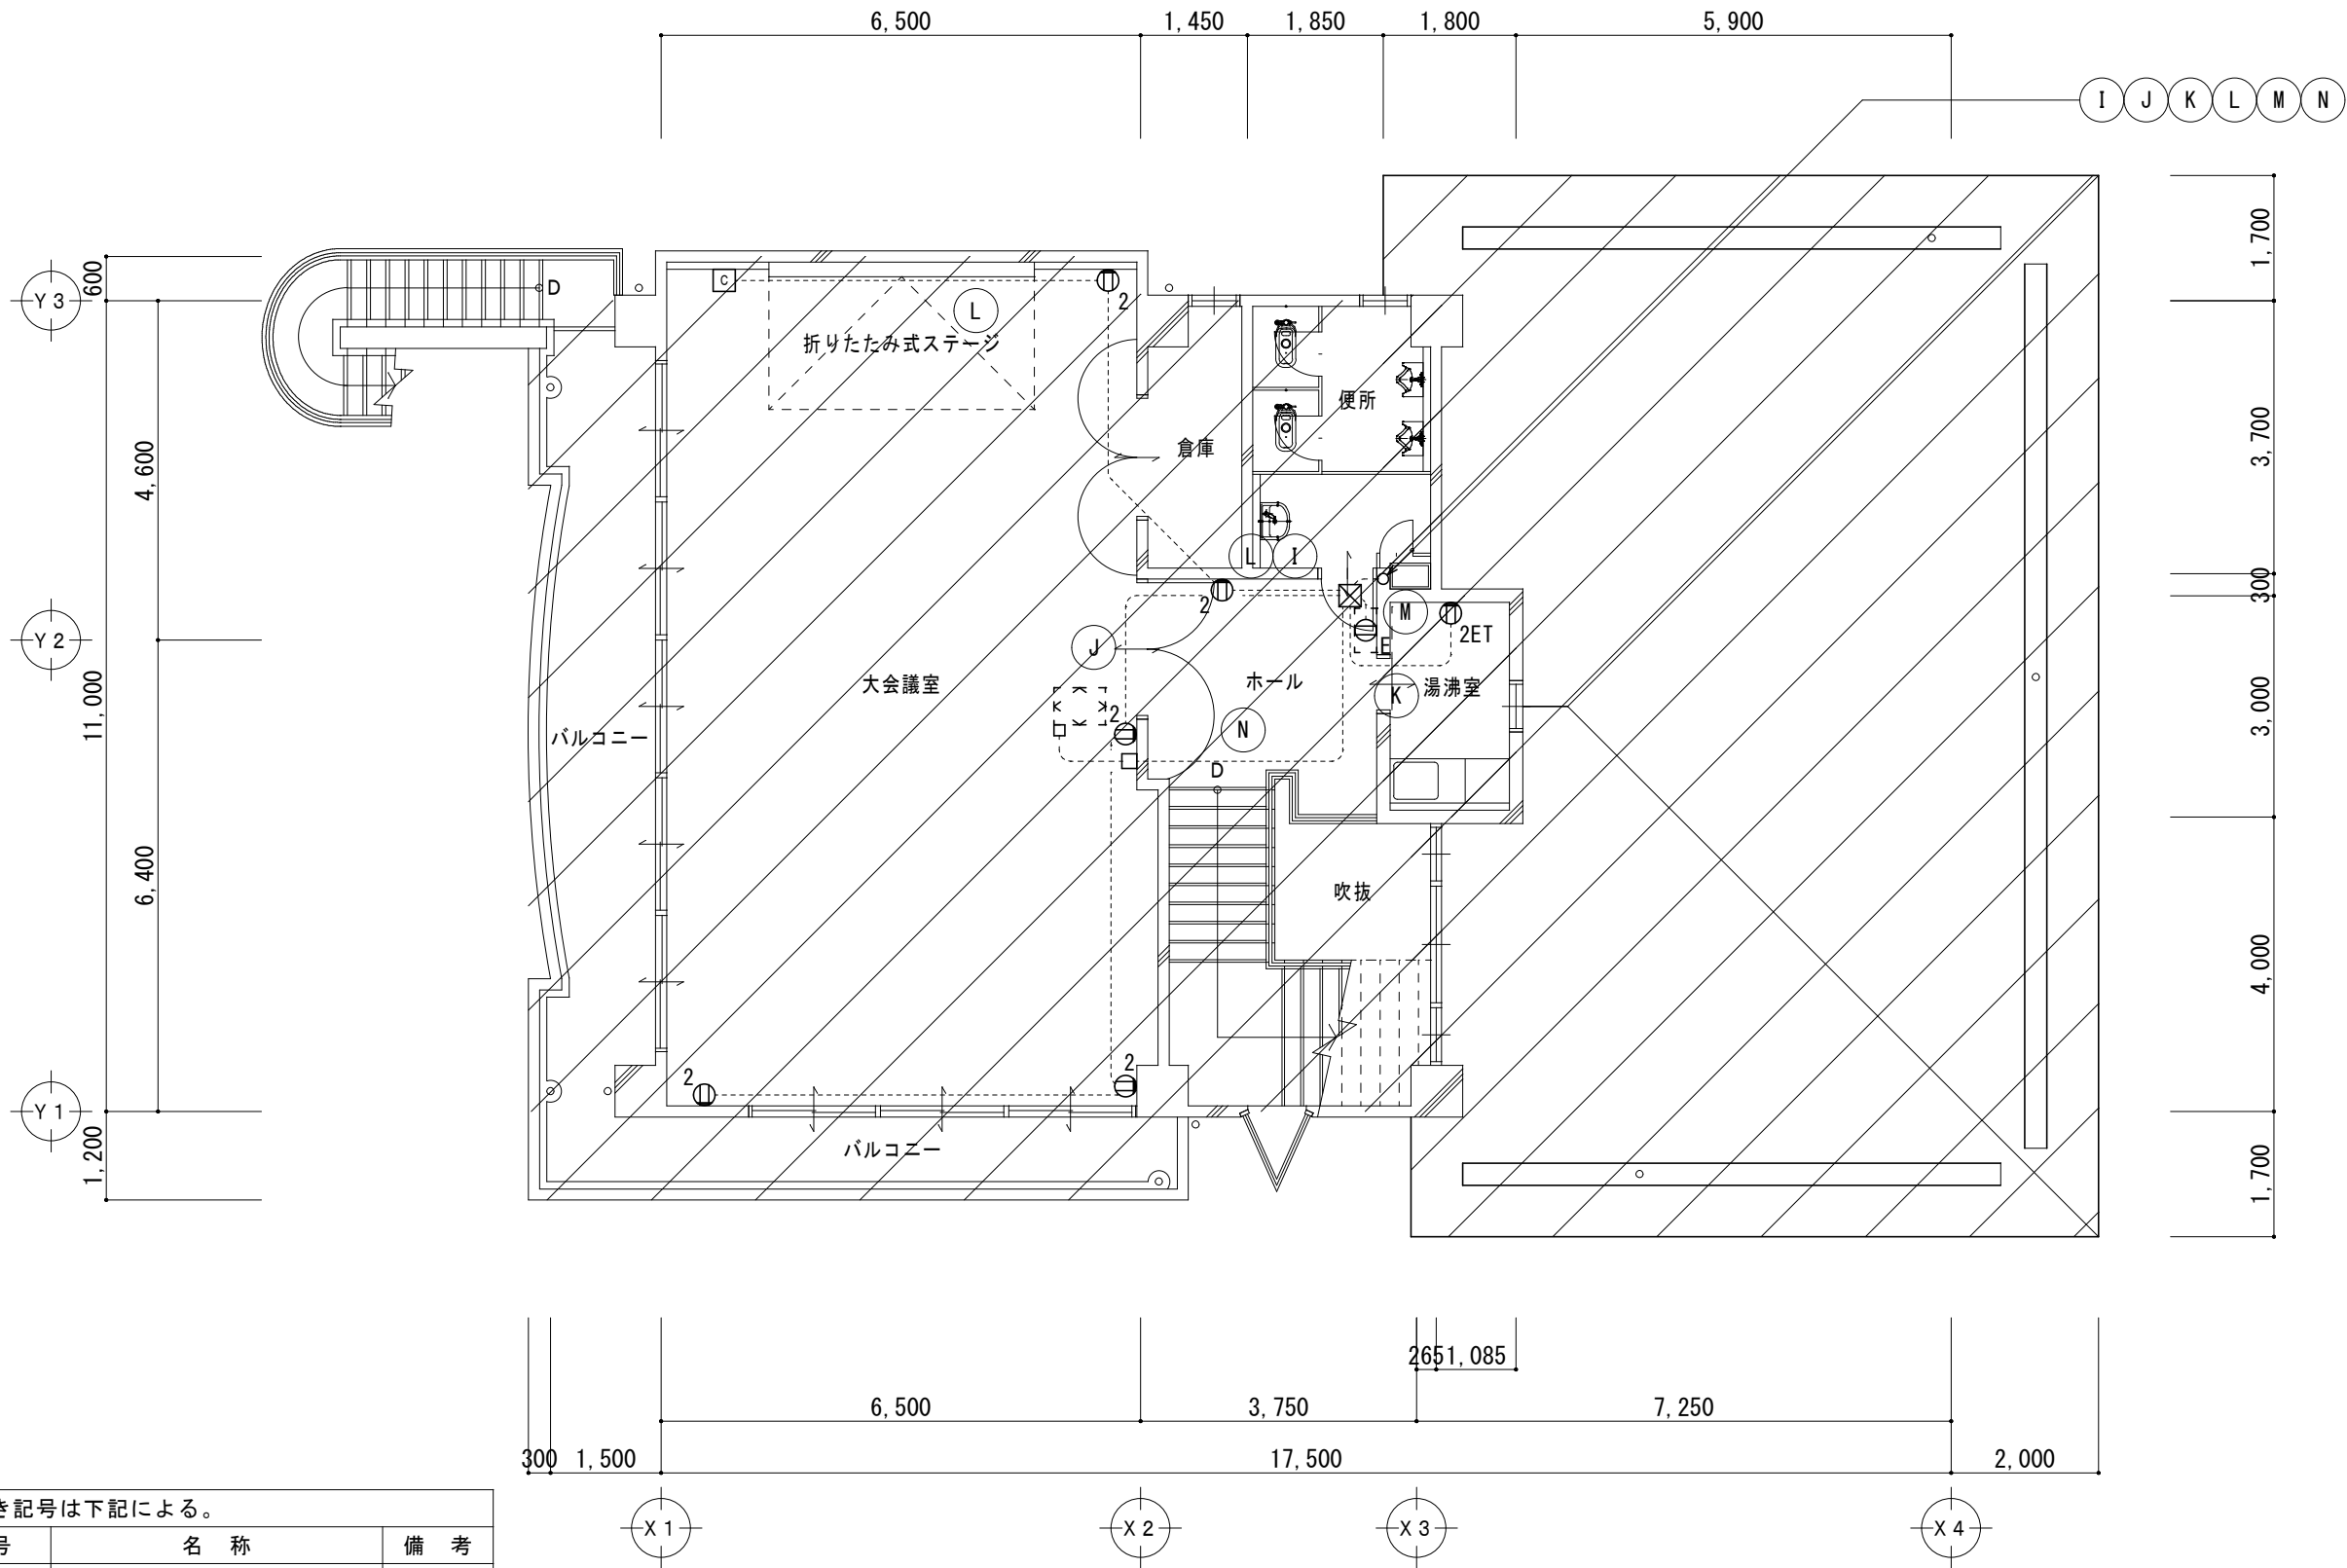 6,500 1,450 1,850 1,800 5,900
I J K L M N
1,700
600
Y3
C
2
D
L
折りたたみ式ステージ
便所
3,700
4,600
倉庫
L I
300
2
M
Y2
E
2ET
J
11,000
大会議室
ホール
K
湯沸室
3,000
2
N
バルコニー
D
6,400
吹抜
4,000
2
2
Y1
バルコニー
1,200
1,700
265 1,085
6,500 3,750 7,250
300 1,500 17,500 2,000
き記号は下記による。
X1 X2 X3 X4
号 名 称 備 考